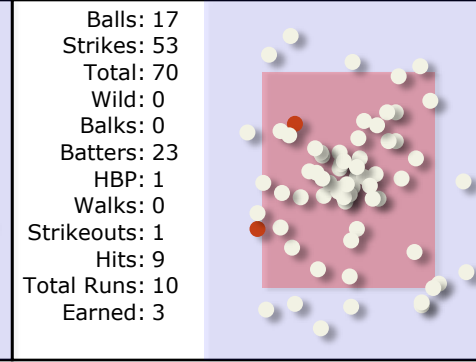 Balls: 17
Strikes: 53
Total: 70
Wild: 0
Balks: 0
Batters: 23
HBP: 1
Walks: 0
Strikeouts: 1
Hits: 9
Total Runs: 10
Earned: 3